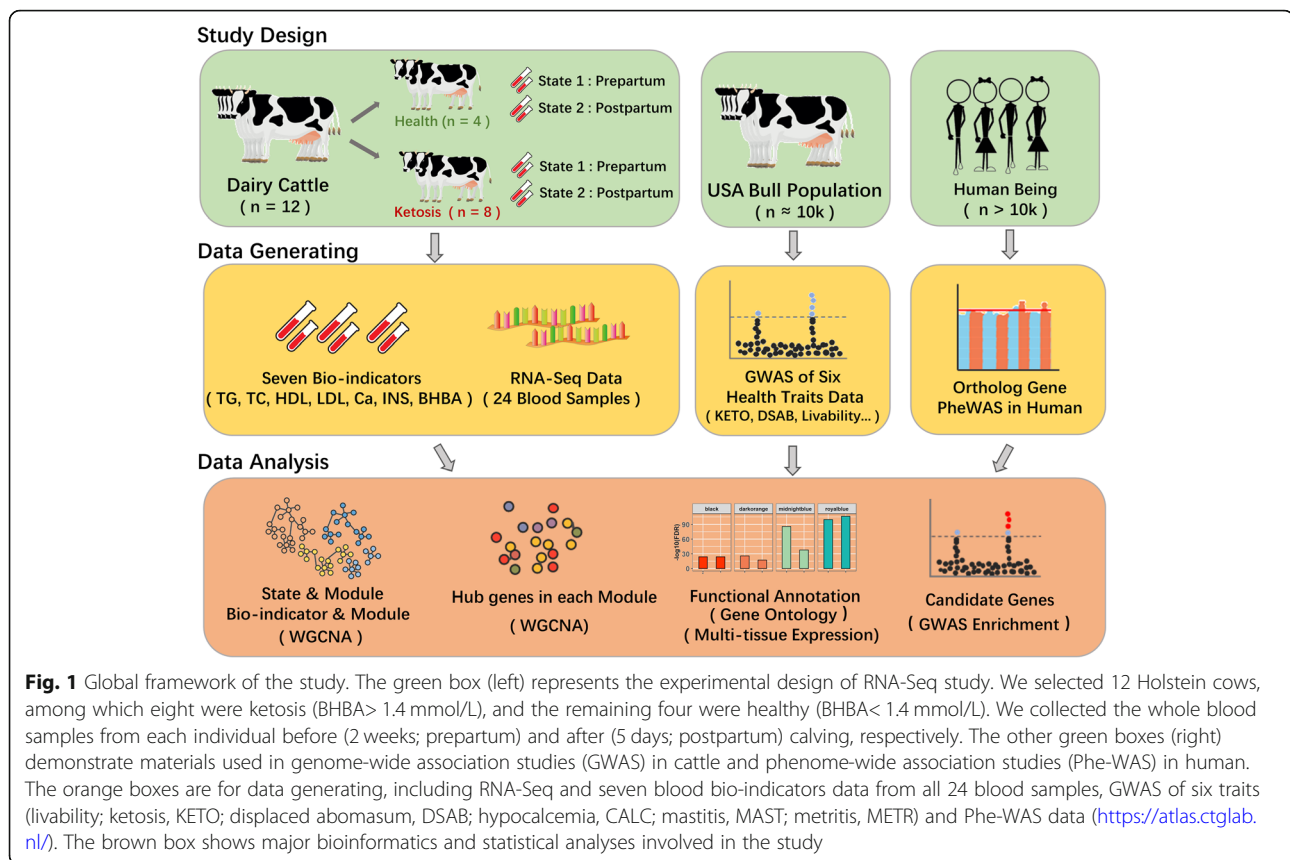 Study Design
Dairy Cattle
( n = 12 )
Health (n = 4 )
State 1 : Prepartum
State 2 : Postpartum
Ketosis ( n = 8 )
State 1 : Prepartum
State 2 : Postpartum
USA Bull Population
( n ≈ 10k )
Human Being
( n > 10k )
Data Generating
Seven Bio-indicators
( TG, TC, HDL, LDL, Ca, INS, BHBA )
RNA-Seq Data
( 24 Blood Samples )
GWAS of Six
Health Traits Data
( KETO, DSAB, Livability... )
Ortholog Gene
PheWAS in Human
Data Analysis
State & Module
Bio-indicator & Module
( WGCNA )
Hub genes in each Module
( WGCNA)
black darkorange midnightblue royalblue
-log10(FDR)
90
60
30
0
Functional Annotation
( Gene Ontology )
( Multi-tissue Expression)
Candidate Genes
( GWAS Enrichment )
Fig. 1 Global framework of the study. The green box (left) represents the experimental design of RNA-Seq study. We selected 12 Holstein cows,
among which eight were ketosis (BHBA> 1.4 mmol/L), and the remaining four were healthy (BHBA< 1.4 mmol/L). We collected the whole blood
samples from each individual before (2 weeks; prepartum) and after (5 days; postpartum) calving, respectively. The other green boxes (right)
demonstrate materials used in genome-wide association studies (GWAS) in cattle and phenome-wide association studies (Phe-WAS) in human.
The orange boxes are for data generating, including RNA-Seq and seven blood bio-indicators data from all 24 blood samples, GWAS of six traits
(livability; ketosis, KETO; displaced abomasum, DSAB; hypocalcemia, CALC; mastitis, MAST; metritis, METR) and Phe-WAS data (https://atlas.ctglab.
nl/). The brown box shows major bioinformatics and statistical analyses involved in the study